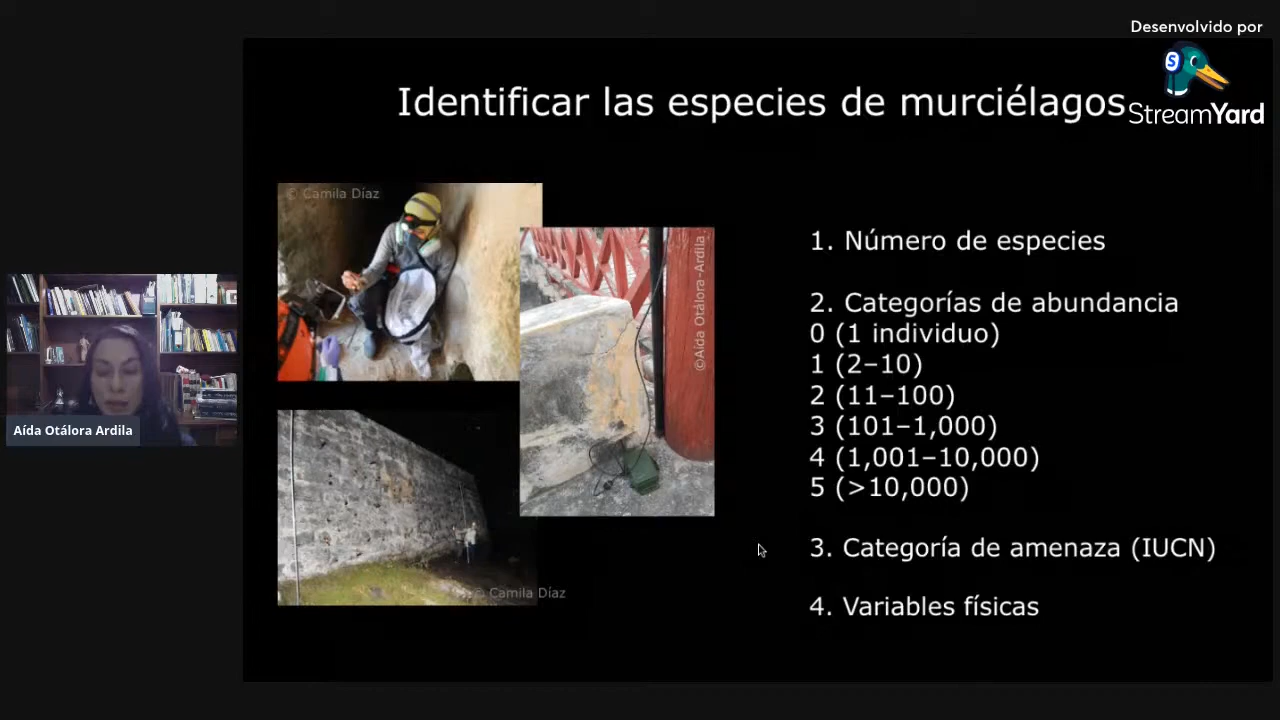 Desenvolvido por
StreamYard
Identificar las especies de murciélagos
© Camila Díaz
©Aída Otálora-Ardila
© Camila Díaz
1. Número de especies
2. Categorías de abundancia
0 (1 individuo)
1 (2–10)
2 (11–100)
3 (101–1,000)
4 (1,001–10,000)
5 (>10,000)
3. Categoría de amenaza (IUCN)
4. Variables físicas
Aída Otálora Ardila